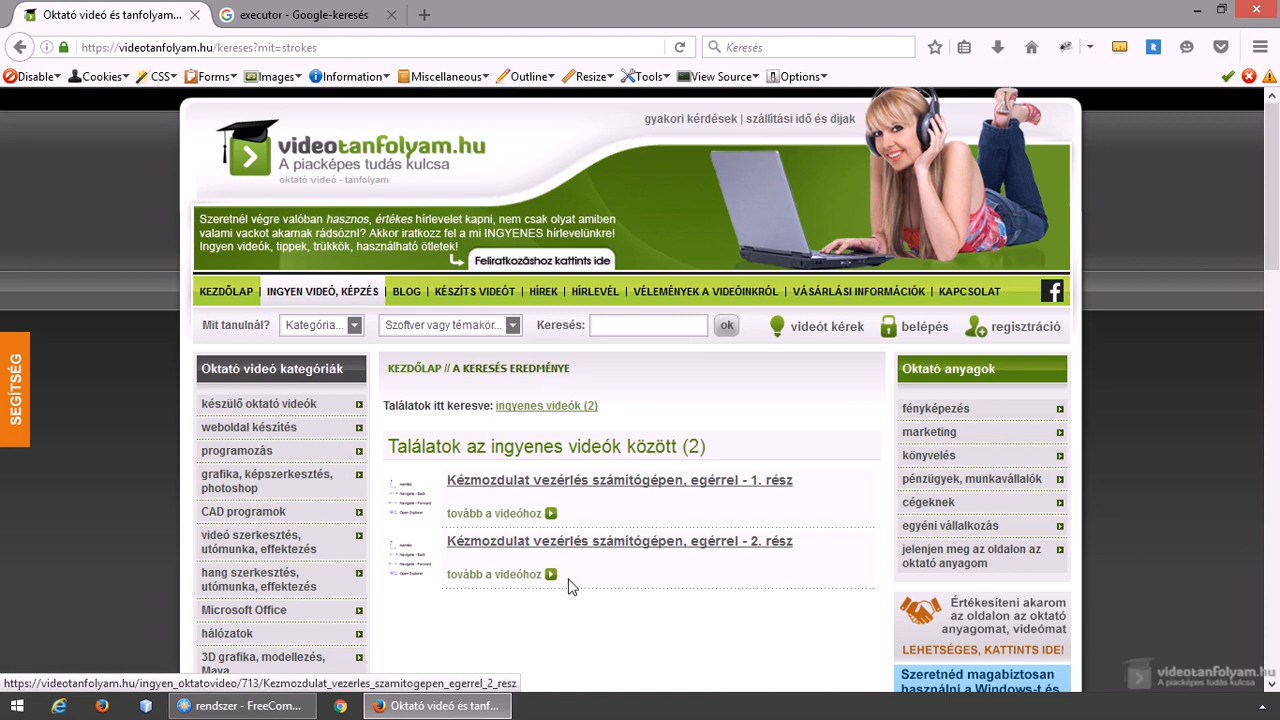 Oktató videó és tanfolyam...
executor - Google-keresés
https://videotanfolyam.hu/kereses?mit=strokes
Keresés
Disable Cookies CSS Forms Images Information Miscellaneous Outline Resize Tools View Source Options
gyakori kérdések | szállítási idő és díjak
videotanfolyam.hu
A piacképes tudás kulcsa
oktató videó - tanfolyam
Szeretnél végre valóban hasznos, értékes hírlevelet kapni, nem csak olyat amiben
valami vackot akarnak rádsózni? Akkor iratkozz fel a mi INGYENES hírlevelünkre!
Ingyen videók, tippek, trükkök, használható ötletek!
Feliratkozáshoz kattints ide
KEZDŐLAP | INGYEN VIDEÓ, KÉPZÉS | BLOG | KÉSZÍTS VIDEÓT | HÍREK | HÍRLEVÉL | VÉLEMÉNYEK A VIDEÓINKRÓL | VÁSÁRLÁSI INFORMÁCIÓK | KAPCSOLAT
Mit tanulnál? Kategória... Szoftver vagy témakör... Keresés: ok videót kérek belépés regisztráció
SEGÍTSÉG
Oktató videó kategóriák
készülő oktató videók
weboldal készítés
programozás
grafika, képszerkesztés,
photoshop
CAD programok
videó szerkesztés,
utómunka, effektezés
hang szerkesztés,
utómunka, effektezés
Microsoft Office
hálózatok
3D grafika, modellezés,
Maya
KEZDŐLAP // A KERESÉS EREDMÉNYE
Találatok itt keresve: ingyenes videók (2)
Találatok az ingyenes videók között (2)
Kézmozdulat vezérlés számítógépen, egérrel - 1. rész
tovább a videóhoz
Kézmozdulat vezérlés számítógépen, egérrel - 2. rész
tovább a videóhoz
Oktató anyagok
fényképezés
marketing
könyvelés
pénzügyek, munkavállalók
cégeknek
egyéni vállalkozás
jelenjen meg az oldalon az
oktató anyagom
Értékesíteni akarom
az oldalon az oktató
anyagomat, videómat
LEHETSÉGES, KATTINTS IDE!
Szeretnéd magabiztosan
használni a Windows-t és
https://videotanfolyam.hu/ingyen_oktatovideo/713/Kezmozdulat_vezerles_szamitogepen_egerrel_2_resz
videotanfolyam.hu
A piacképes tudás kulcsa
rendszer - FreeCom...
Oktató videó és tanf...